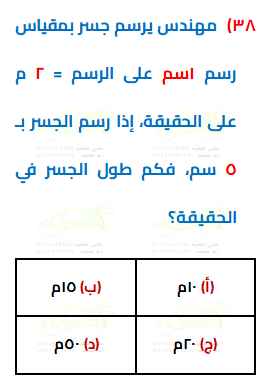 ٣٨) مهندس يرسم جسر بمقياس
رسم ١سم على الرسم = ٢ م
على الحقيقة، إذا رسم الجسر بـ
٥ سم، فكم طول الجسر في
الحقيقة؟
(أ) ١٠م (ب) ١٥م
(ج) ٢٠م (د) ٥٠م